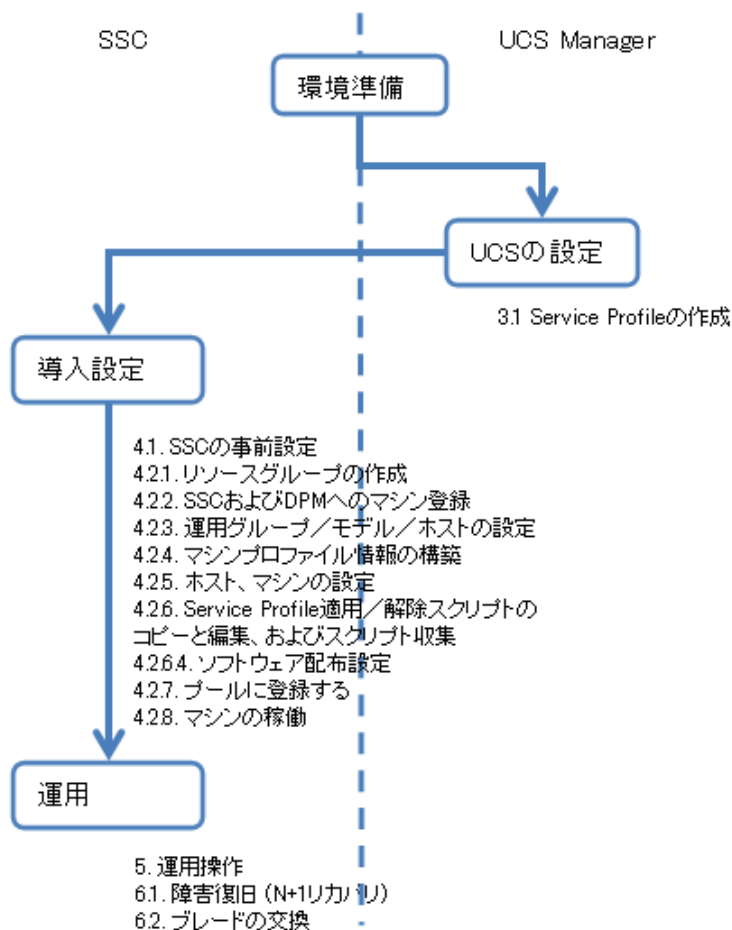 SSC
UCS Manager
環境準備
UCSの設定
3.1 Service Profileの作成
導入設定
4.1. SSCの事前設定
4.2.1. リソースグループの作成
4.2.2. SSCおよびDPMへのマシン登録
4.2.3. 運用グループ／モデル／ホストの設定
4.2.4. マシンプロファイル情報の構築
4.2.5. ホスト、マシンの設定
4.2.6. Service Profile適用／解除スクリプトの
コピーと編集、およびスクリプト収集
4.2.6.4. ソフトウェア配布設定
4.2.7. プールに登録する
4.2.8. マシンの稼働
運用
5. 運用操作
6.1. 障害復旧 (N+1リカバリ)
6.2. ブレードの交換